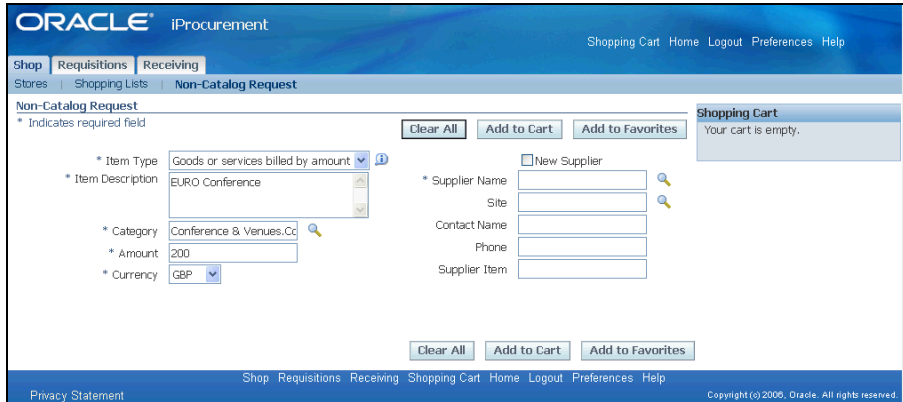 ORACLE® iProcurement
Shopping Cart Home Logout Preferences Help
Shop Requisitions Receiving
Stores | Shopping Lists | Non-Catalog Request
Non-Catalog Request
* Indicates required field
Clear All Add to Cart Add to Favorites
Shopping Cart
Your cart is empty.
* Item Type Goods or services billed by amount
* Item Description EURO Conference
* Category Conference & Venues.Cc
* Amount 200
* Currency GBP
New Supplier
* Supplier Name
Site
Contact Name
Phone
Supplier Item
Clear All Add to Cart Add to Favorites
Shop Requisitions Receiving Shopping Cart Home Logout Preferences Help
Privacy Statement
Copyright (c) 2006, Oracle. All rights reserved.